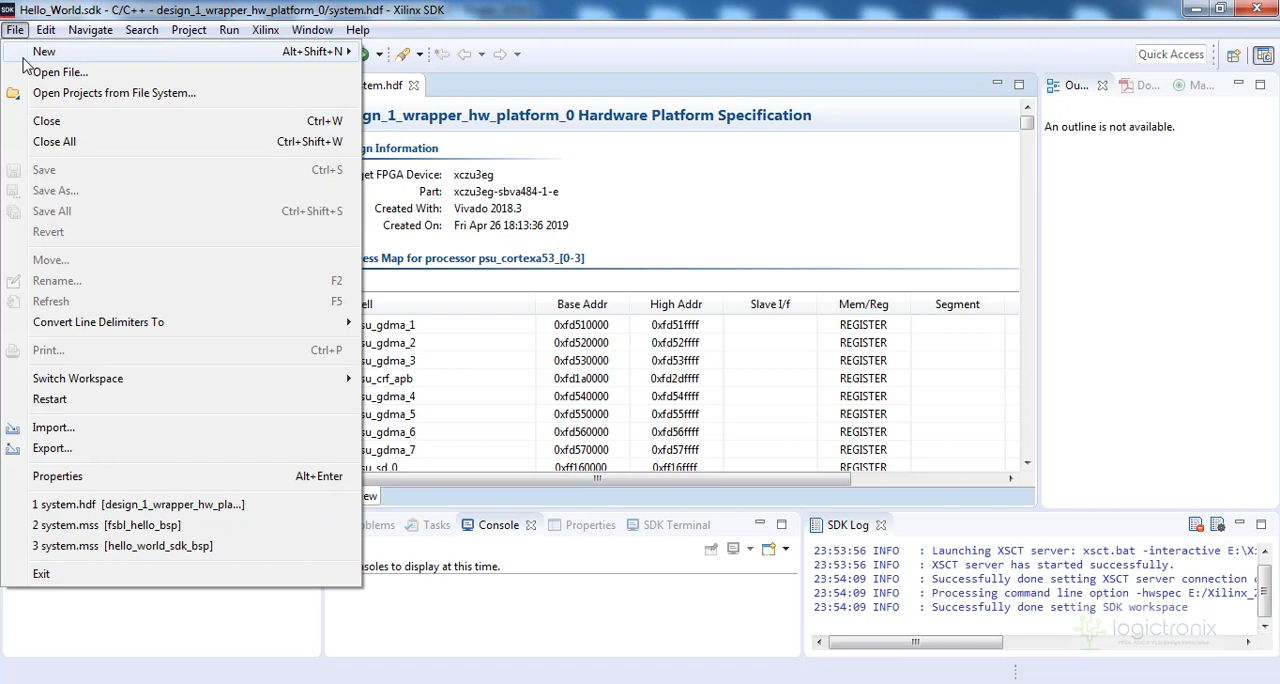 Hello_World.sdk - C/C++ - design_1_wrapper_hw_platform_0/system.hdf - Xilinx SDK
File Edit Navigate Search Project Run Xilinx Window Help
New Alt+Shift+N
Open File...
Open Projects from File System...
Close Ctrl+W
Close All Ctrl+Shift+W
Save Ctrl+S
Save As...
Save All Ctrl+Shift+S
Revert
Move...
Rename... F2
Refresh F5
Convert Line Delimiters To
Print... Ctrl+P
Switch Workspace
Restart
Import...
Export...
Properties Alt+Enter
1 system.hdf [design_1_wrapper_hw_pla...]
2 system.mss [fsbl_hello_bsp]
3 system.mss [hello_world_sdk_bsp]
Exit
Quick Access
tem.hdf
gn_1_wrapper_hw_platform_0 Hardware Platform Specification
gn Information
get FPGA Device: xczu3eg
Part: xczu3eg-sbva484-1-e
Created With: Vivado 2018.3
Created On: Fri Apr 26 18:13:36 2019
ess Map for processor psu_cortexa53_[0-3]
ell Base Addr High Addr Slave I/f Mem/Reg Segment
su_gdma_1 0xfd510000 0xfd51ffff REGISTER
su_gdma_2 0xfd520000 0xfd52ffff REGISTER
su_gdma_3 0xfd530000 0xfd53ffff REGISTER
su_crf_apb 0xfd1a0000 0xfd2dffff REGISTER
su_gdma_4 0xfd540000 0xfd54ffff REGISTER
su_gdma_5 0xfd550000 0xfd55ffff REGISTER
su_gdma_6 0xfd560000 0xfd56ffff REGISTER
su_gdma_7 0xfd570000 0xfd57ffff REGISTER
su_sd_0 0xff160000 0xff16ffff REGISTER
ew
Ou... Do... Ma...
An outline is not available.
oblems Tasks Console Properties SDK Terminal
soles to display at this time.
SDK Log
23:53:56 INFO : Launching XSCT server: xsct.bat -interactive E:\X:
23:53:56 INFO : XSCT server has started successfully.
23:54:09 INFO : Successfully done setting XSCT server connection c
23:54:09 INFO : Processing command line option -hwspec E:/Xilinx_Z
23:54:09 INFO : Successfully done setting SDK workspace
logictronix